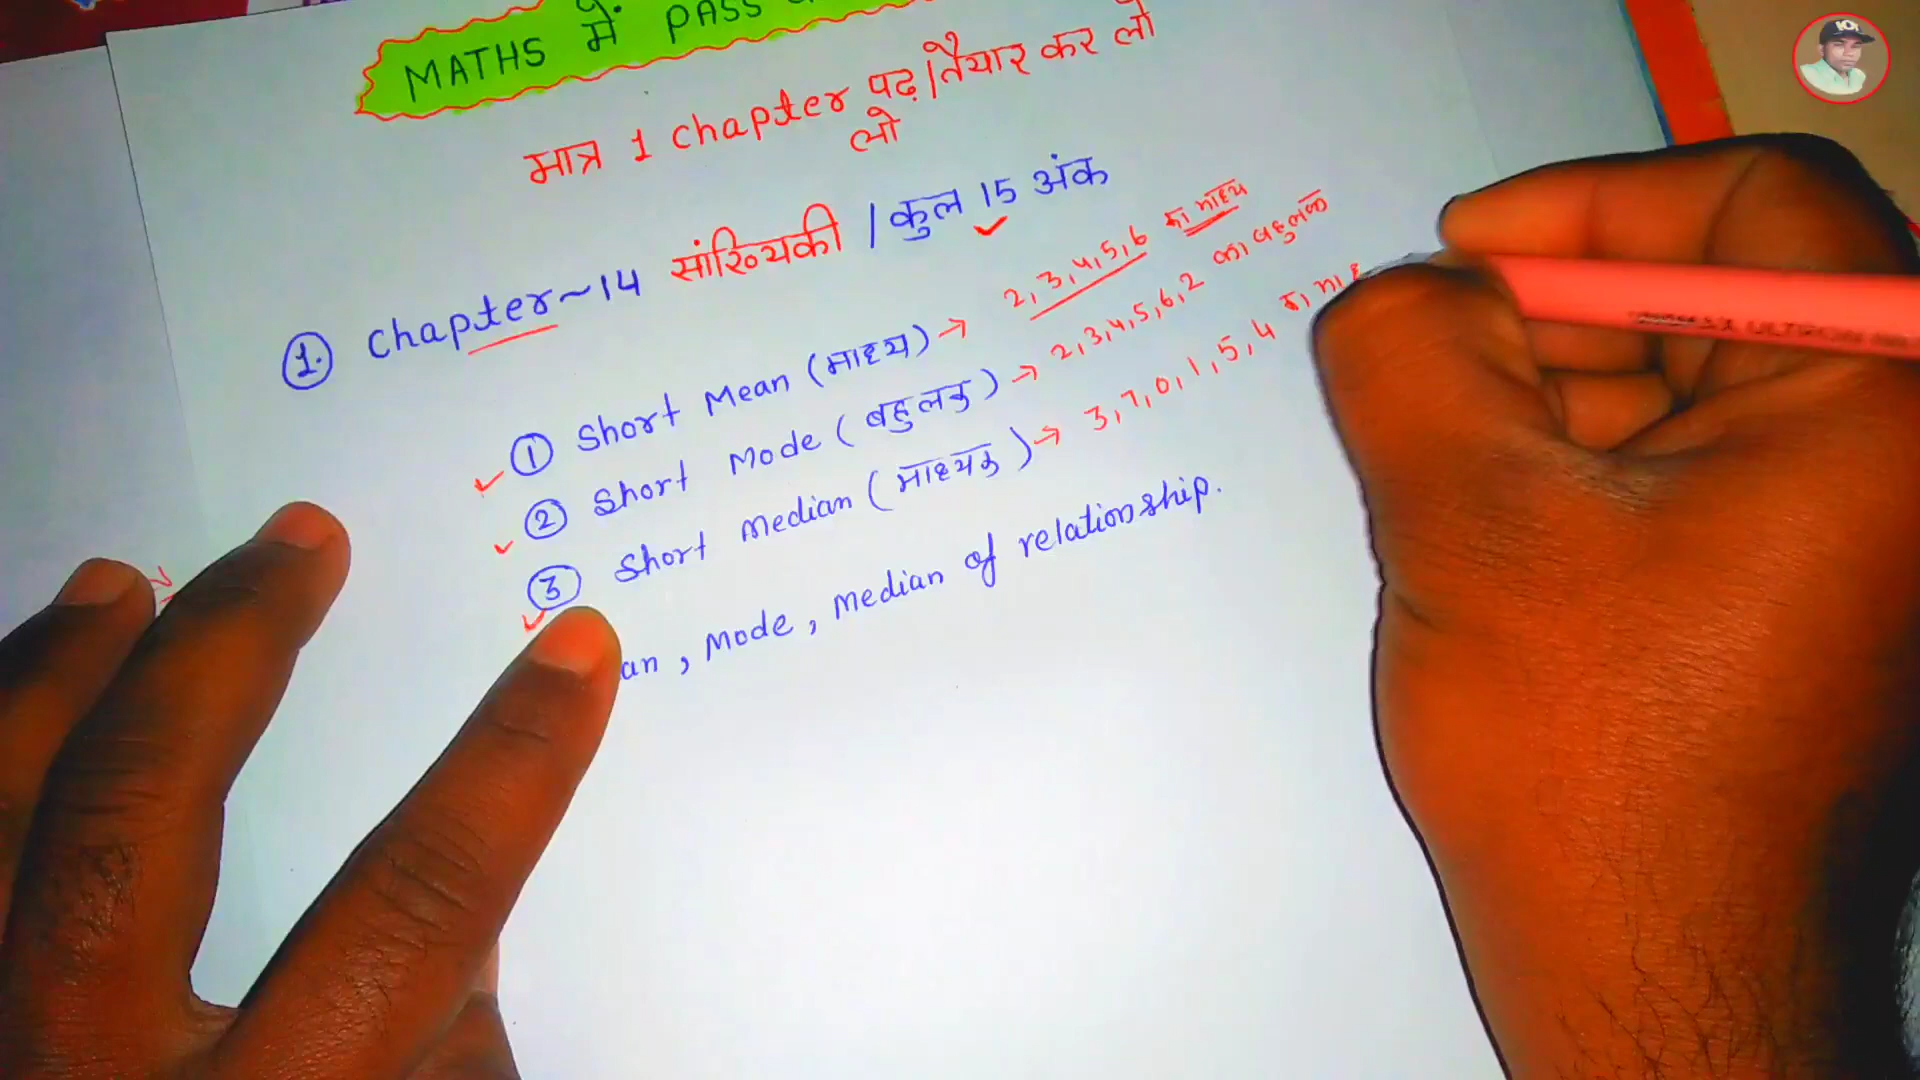 MATHS में PASS
मात्र 1 chapter पढ़/तैयार कर लो
लो
1. Chapter~14 सांख्यिकी / कुल 15 अंक
① Short Mean (माध्य) → 2, 3, 4, 5, 6 का माध्य
② Short Mode ( बहुलक ) → 2, 3, 4, 5, 6, 2 का बहुलक
③ Short Median ( माध्यक ) → 3, 7, 0, 1, 5, 4 का
an , Mode , Median of relationship.